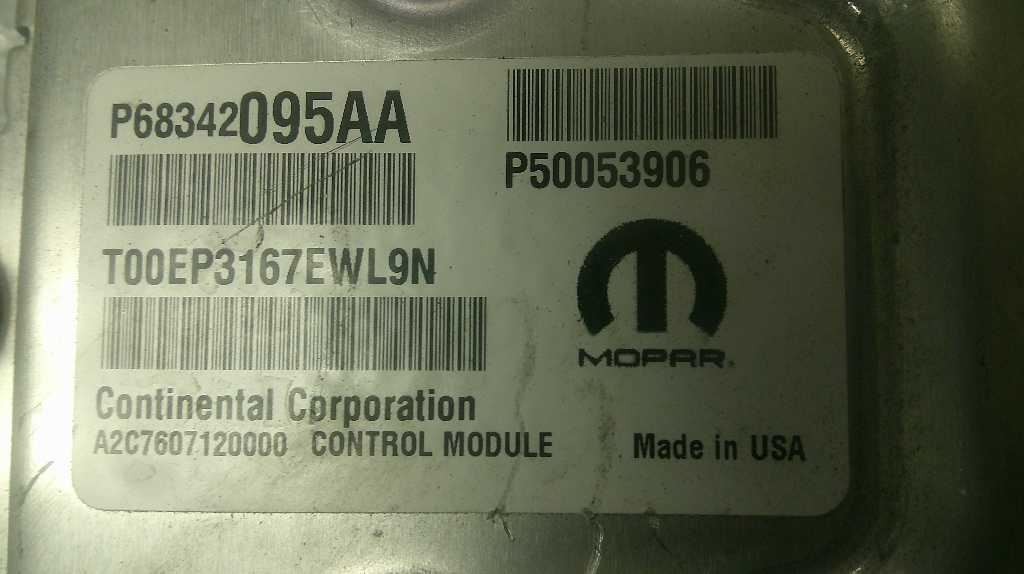 P68342095AA
P50053906
T00EP3167EWL9N
MOPAR®
Continental Corporation
A2C7607120000 CONTROL MODULE
Made in USA